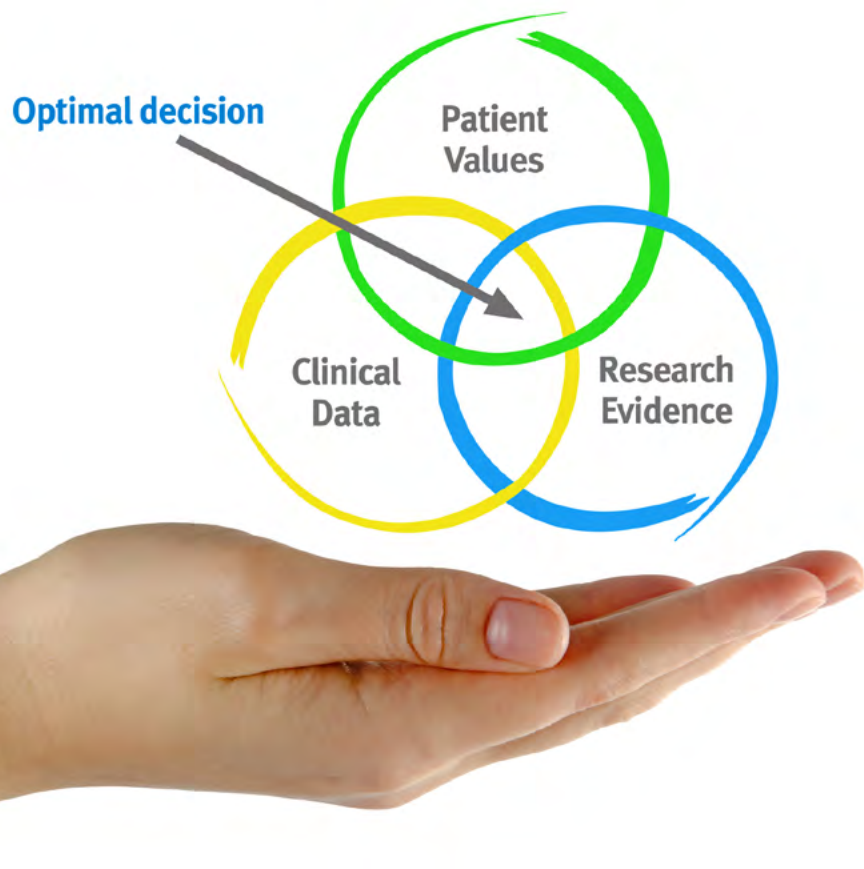 Optimal decision
Patient
Values
Clinical
Data
Research
Evidence